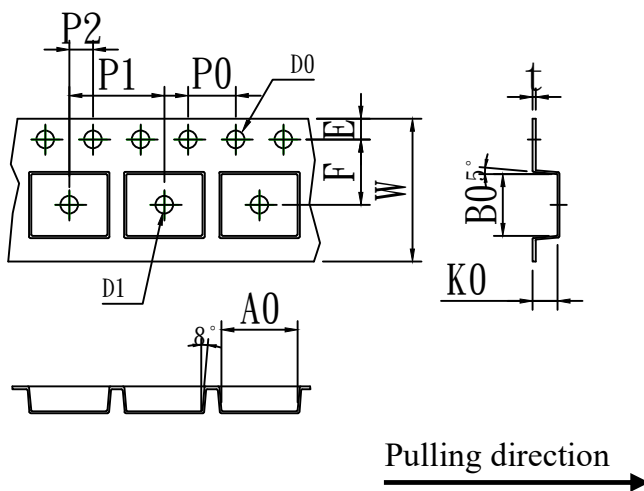 P2
P1
P0
D0
t
E
F
W
5°
B0
D1
K0
A0
8°
Pulling direction